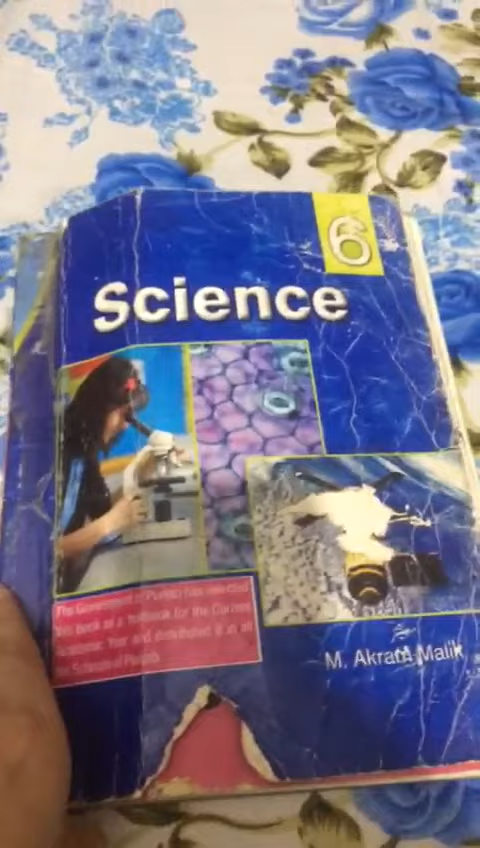 6
Science
The Government of Punjab has selected
this book as a textbook for the Current
Academic Year and distributed it in all
the Schools of Punjab.
M. Akram Malik